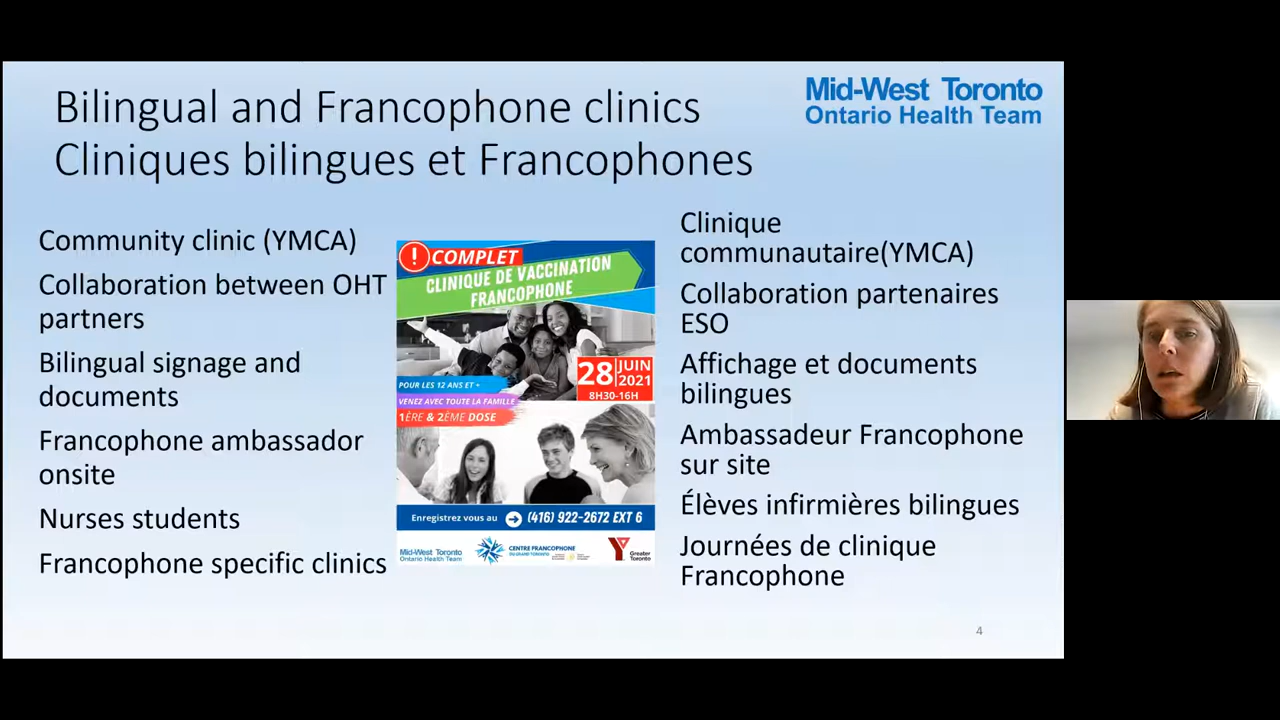 Bilingual and Francophone clinics
Cliniques bilingues et Francophones
Mid-West Toronto
Ontario Health Team
Community clinic (YMCA)
Collaboration between OHT
partners
Bilingual signage and
documents
Francophone ambassador
onsite
Nurses students
Francophone specific clinics
! COMPLET
CLINIQUE DE VACCINATION
FRANCOPHONE
28 JUIN
2021
8H30-16H
POUR LES 12 ANS ET +
VENEZ AVEC TOUTE LA FAMILLE
1ÈRE & 2ÈME DOSE
Enregistrez vous au (416) 922-2672 EXT 6
Mid-West Toronto
Ontario Health Team
CENTRE FRANCOPHONE
DU GRAND TORONTO
Greater
Toronto
Clinique
communautaire(YMCA)
Collaboration partenaires
ESO
Affichage et documents
bilingues
Ambassadeur Francophone
sur site
Élèves infirmières bilingues
Journées de clinique
Francophone
4